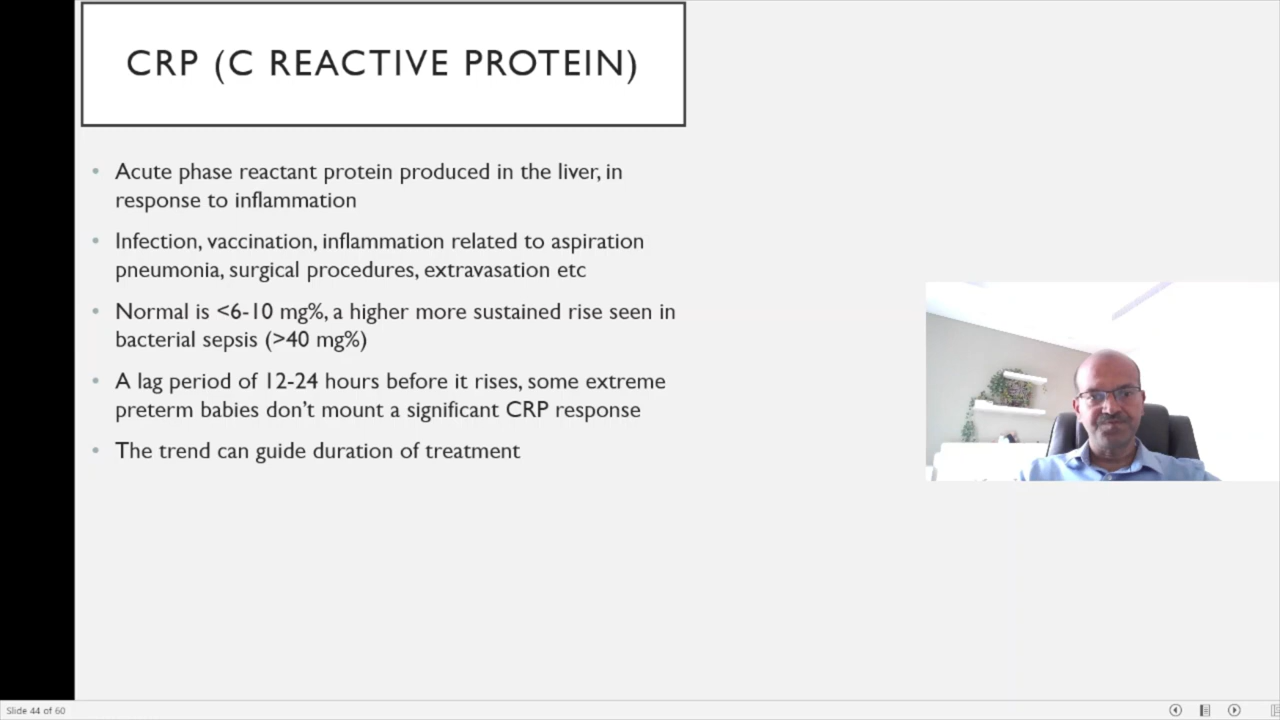 CRP (C REACTIVE PROTEIN)
• Acute phase reactant protein produced in the liver, in
response to inflammation
• Infection, vaccination, inflammation related to aspiration
pneumonia, surgical procedures, extravasation etc
• Normal is <6-10 mg%, a higher more sustained rise seen in
bacterial sepsis (>40 mg%)
• A lag period of 12-24 hours before it rises, some extreme
preterm babies don't mount a significant CRP response
• The trend can guide duration of treatment
Slide 44 of 60